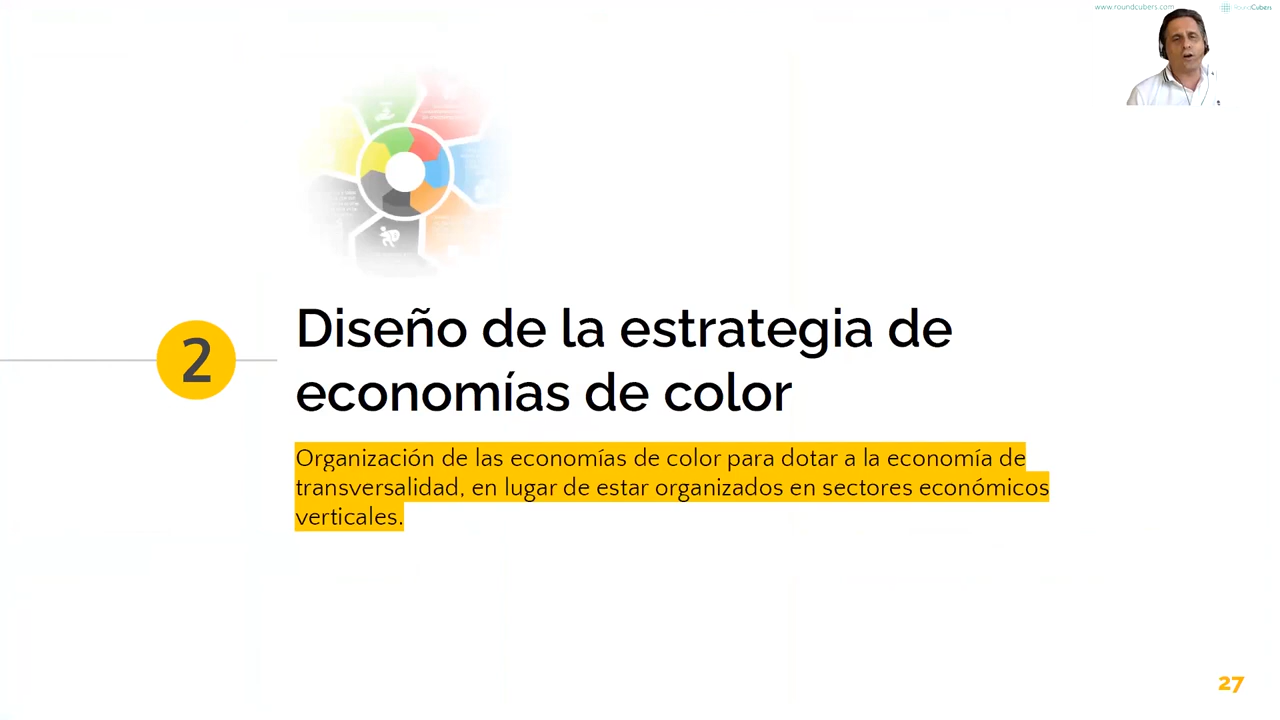 www.roundcubers.com
RoundCubers
2
Diseño de la estrategia de
economías de color
Organización de las economías de color para dotar a la economía de
transversalidad, en lugar de estar organizados en sectores económicos
verticales.
27